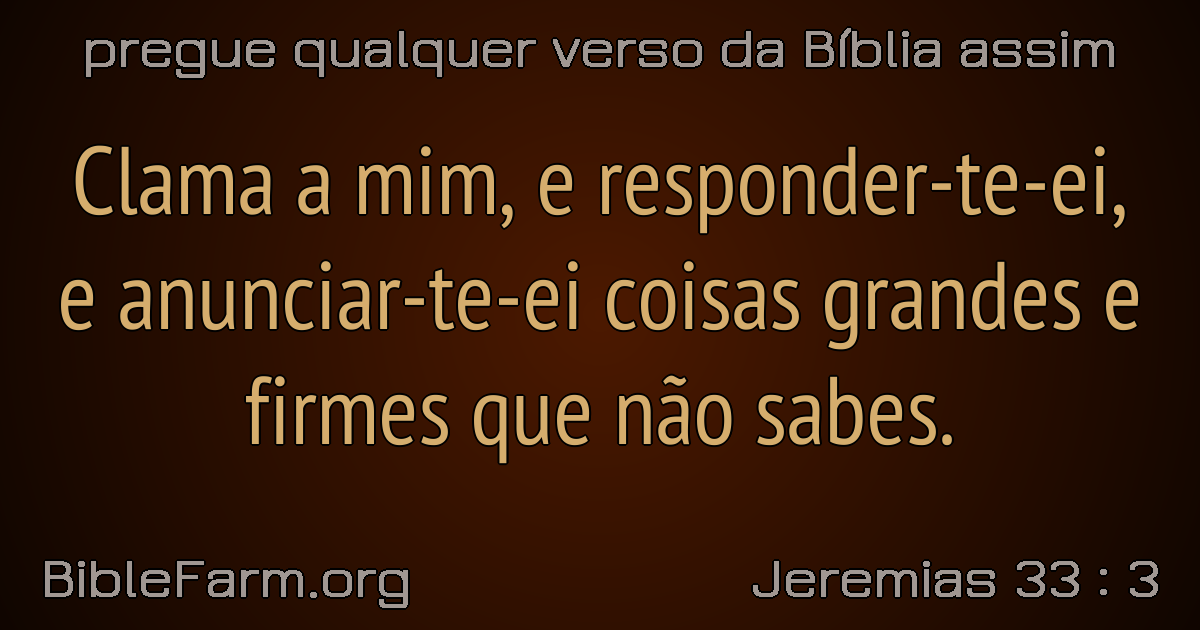 pregue qualquer verso da Bíblia assim
Clama a mim, e responder-te-ei,
e anunciar-te-ei coisas grandes e
firmes que não sabes.
BibleFarm.org
Jeremias 33 : 3